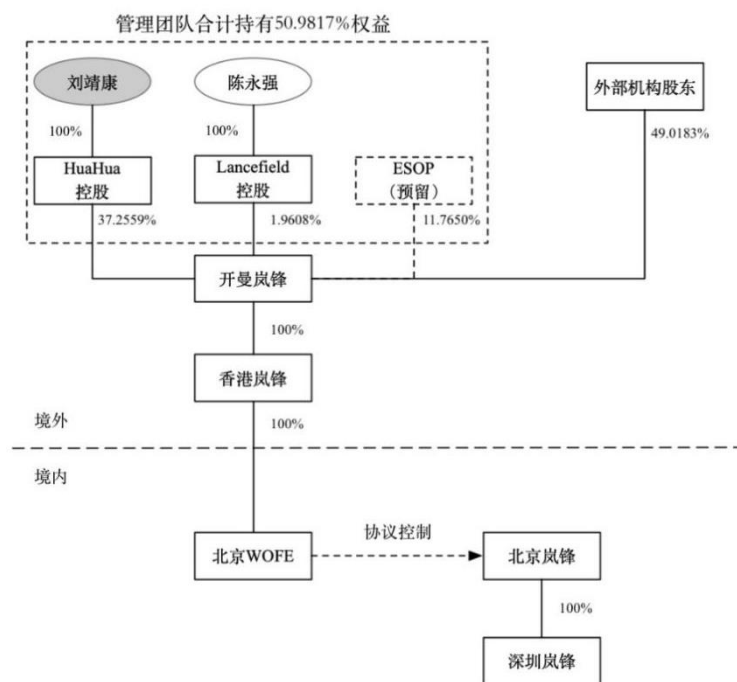 管理团队合计持有50.9817%权益
刘靖康
陈永强
外部机构股东
100%
100%
49.0183%
HuaHua
控股
Lancefield
控股
ESOP
（预留）
37.2559%
1.9608%
11.7650%
开曼岚锋
100%
香港岚锋
境外
100%
境内
协议控制
北京WOFE
北京岚锋
100%
深圳岚锋